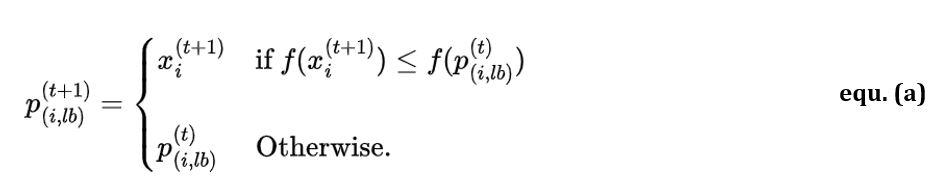 x_i^{(t+1)} if f(x_i^{(t+1)}) ≤ f(p_{(i,lb)}^{(t)})
p_{(i,lb)}^{(t+1)} = { equ. (a)
p_{(i,lb)}^{(t)} Otherwise.